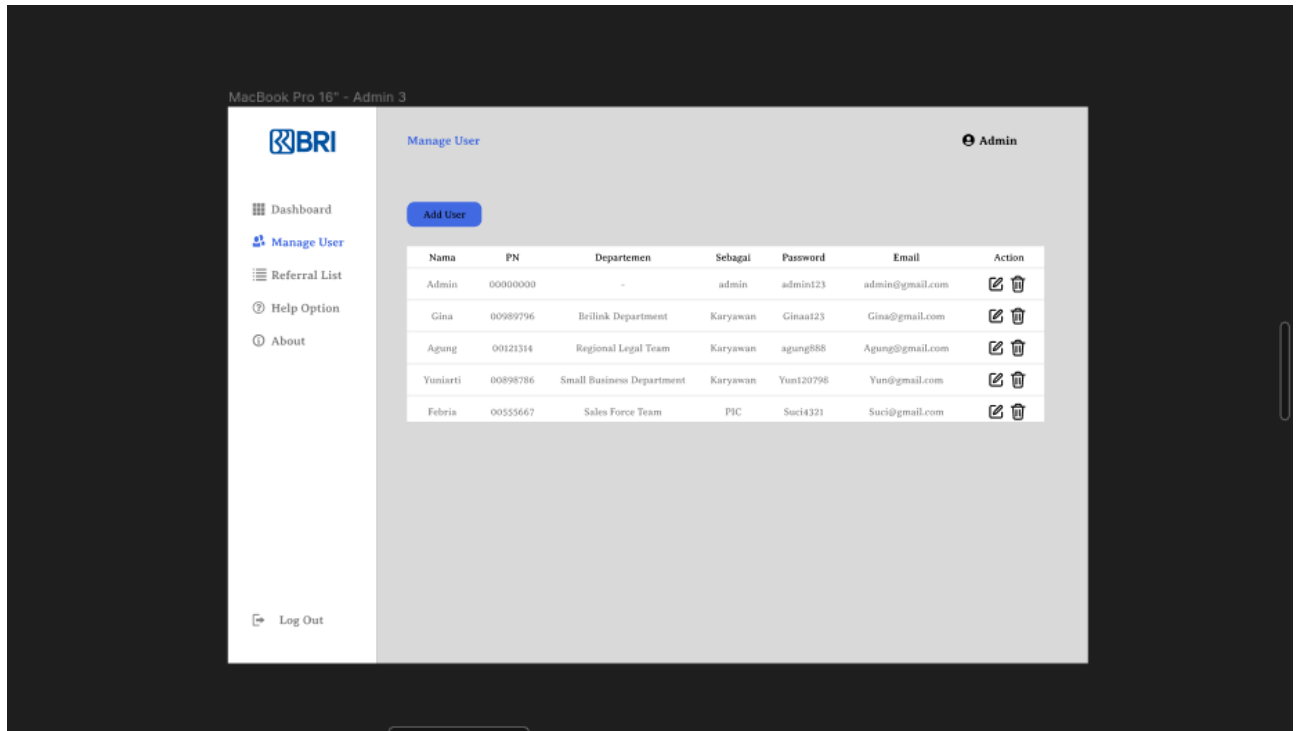 MacBook Pro 16" - Admin 3
BRI
Manage User
Admin
Dashboard
Manage User
Referral List
Help Option
About
Log Out
Add User
Nama PN Departemen Sebagai Password Email Action
Admin 00000000 - admin admin123 admin@gmail.com
Gina 00989796 Brilink Department Karyawan Ginaa123 Gina@gmail.com
Agung 00121314 Regional Legal Team Karyawan agung888 Agung@gmail.com
Yuniarti 00898786 Small Business Department Karyawan Yun120798 Yun@gmail.com
Febria 00555667 Sales Force Team PIC Suci4321 Suci@gmail.com